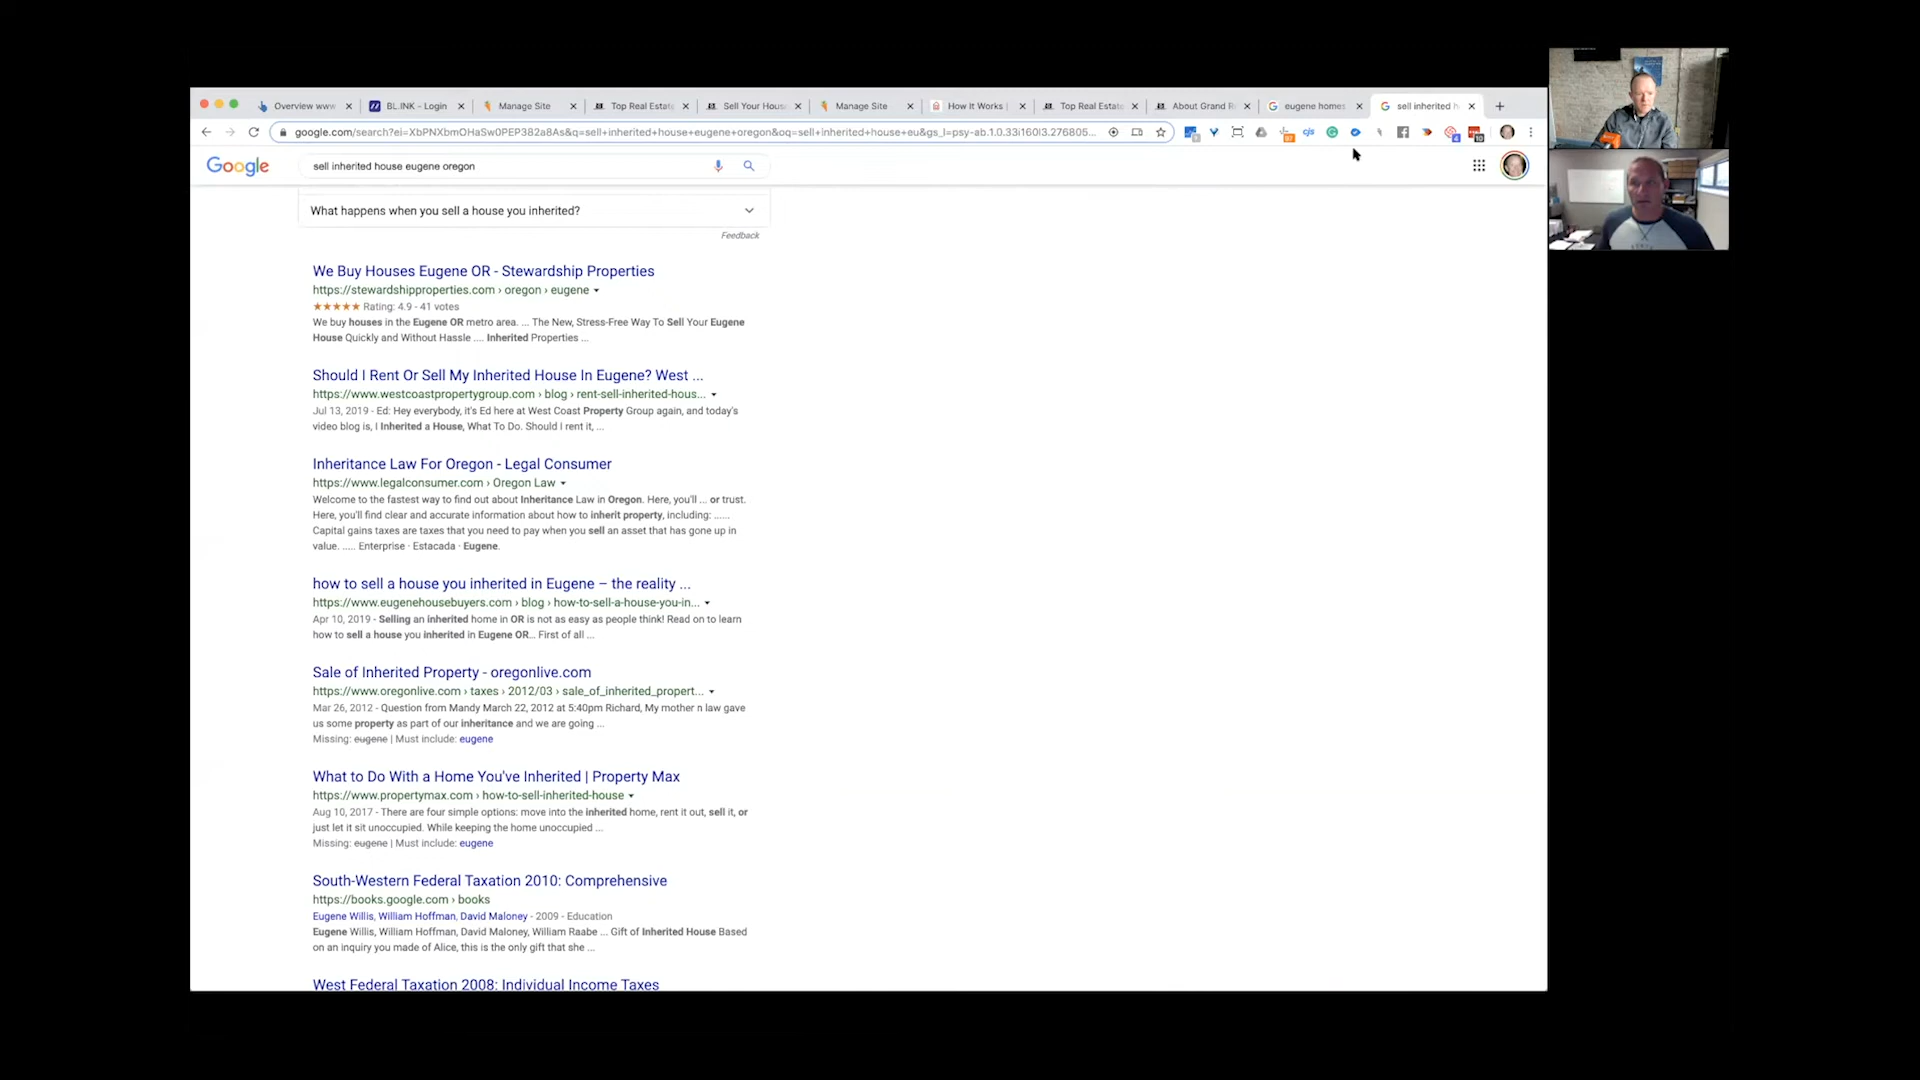 Overview www
BL.INK - Login
Manage Site
Top Real Estate
Sell Your Hous
Manage Site
How It Works |
Top Real Estate
About Grand R
eugene homes
sell inherited h
google.com/search?ei=XbPNXbmOHaSw0PEP382a8As&q=sell+inherited+house+eugene+oregon&oq=sell+inherited+house+eu&gs_l=psy-ab.1.0.33i160l3.276805...
Google
sell inherited house eugene oregon
What happens when you sell a house you inherited?
Feedback
We Buy Houses Eugene OR - Stewardship Properties
https://stewardshipproperties.com › oregon › eugene
Rating: 4.9 - 41 votes
We buy houses in the Eugene OR metro area. ... The New, Stress-Free Way To Sell Your Eugene
House Quickly and Without Hassle .... Inherited Properties ...
Should I Rent Or Sell My Inherited House In Eugene? West ...
https://www.westcoastpropertygroup.com › blog › rent-sell-inherited-hous...
Jul 13, 2019 - Ed: Hey everybody, it's Ed here at West Coast Property Group again, and today's
video blog is, I Inherited a House, What To Do. Should I rent it, ...
Inheritance Law For Oregon - Legal Consumer
https://www.legalconsumer.com › Oregon Law
Welcome to the fastest way to find out about Inheritance Law in Oregon. Here, you'll ... or trust.
Here, you'll find clear and accurate information about how to inherit property, including: ......
Capital gains taxes are taxes that you need to pay when you sell an asset that has gone up in
value. ..... Enterprise · Estacada · Eugene.
how to sell a house you inherited in Eugene – the reality ...
https://www.eugenehousebuyers.com › blog › how-to-sell-a-house-you-in...
Apr 10, 2019 - Selling an inherited home in OR is not as easy as people think! Read on to learn
how to sell a house you inherited in Eugene OR... First of all ...
Sale of Inherited Property - oregonlive.com
https://www.oregonlive.com › taxes › 2012/03 › sale_of_inherited_propert...
Mar 26, 2012 - Question from Mandy March 22, 2012 at 5:40pm Richard, My mother n law gave
us some property as part of our inheritance and we are going ...
Missing: eugene | Must include: eugene
What to Do With a Home You've Inherited | Property Max
https://www.propertymax.com › how-to-sell-inherited-house
Aug 10, 2017 - There are four simple options: move into the inherited home, rent it out, sell it, or
just let it sit unoccupied. While keeping the home unoccupied ...
Missing: eugene | Must include: eugene
South-Western Federal Taxation 2010: Comprehensive
https://books.google.com › books
Eugene Willis, William Hoffman, David Maloney - 2009 - Education
Eugene Willis, William Hoffman, David Maloney, William Raabe ... Gift of Inherited House Based
on an inquiry you made of Alice, this is the only gift that she ...
West Federal Taxation 2008: Individual Income Taxes